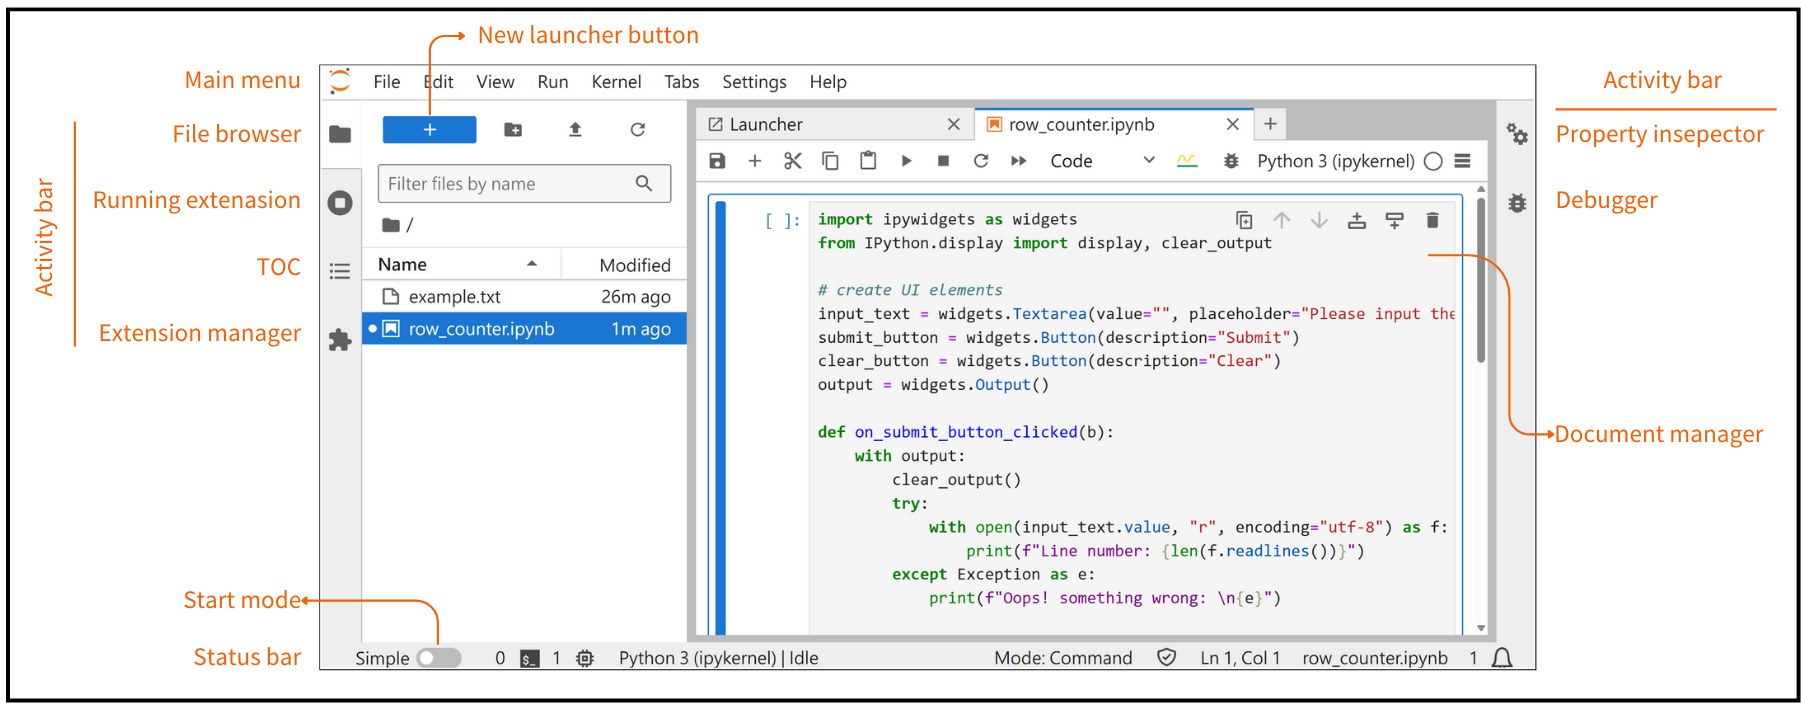 New launcher button
Main menu
File Edit View Run Kernel Tabs Settings Help
Activity bar
File browser
Running extenasion
TOC
Extension manager
Activity bar
Property insepector
Debugger
Document manager
+
Filter files by name
/
Name Modified
example.txt 26m ago
row_counter.ipynb 1m ago
Launcher
row_counter.ipynb
Code
Python 3 (ipykernel)
[ ]:
import ipywidgets as widgets
from IPython.display import display, clear_output
# create UI elements
input_text = widgets.Textarea(value="", placeholder="Please input the
submit_button = widgets.Button(description="Submit")
clear_button = widgets.Button(description="Clear")
output = widgets.Output()
def on_submit_button_clicked(b):
with output:
clear_output()
try:
with open(input_text.value, "r", encoding="utf-8") as f:
print(f"Line number: {len(f.readlines())}")
except Exception as e:
print(f"Oops! something wrong: \n{e}")
Start mode
Status bar
Simple 0 $_ 1 Python 3 (ipykernel) | Idle Mode: Command Ln 1, Col 1 row_counter.ipynb 1